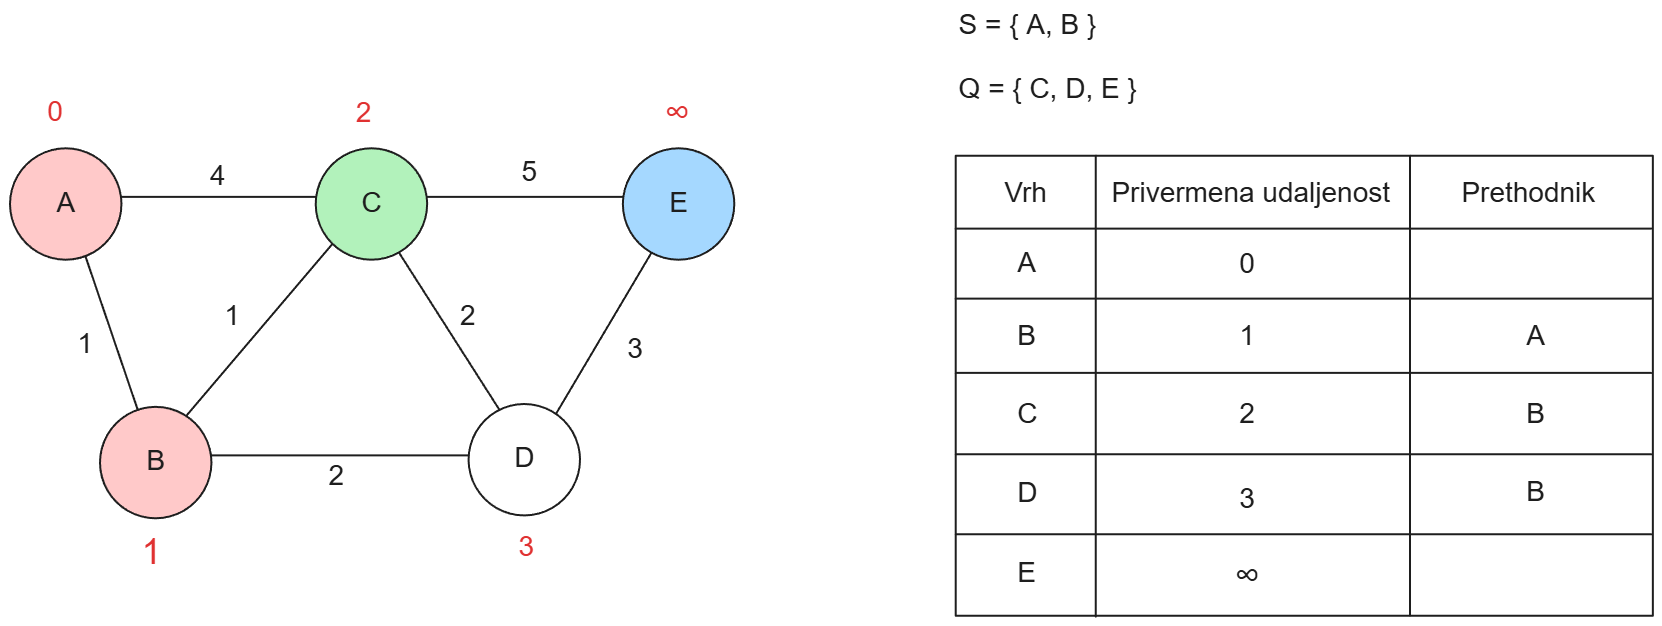 S = { A, B }
Q = { C, D, E }
0
2
∞
A
4
C
5
E
1
1
2
3
B
2
D
1
3
Vrh Privermena udaljenost Prethodnik
A 0
B 1 A
C 2 B
D 3 B
E ∞